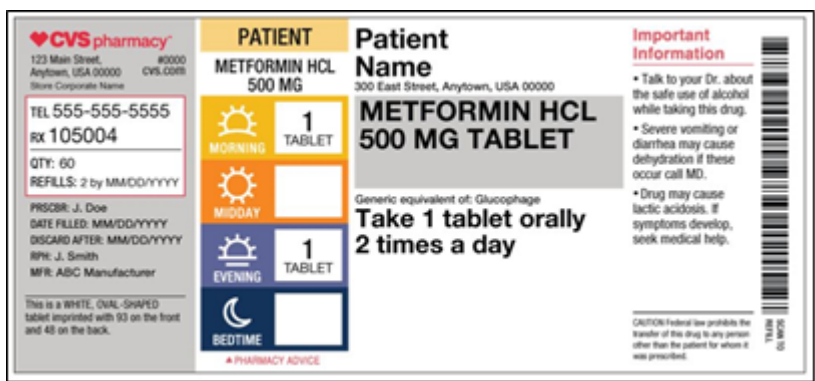 CVS pharmacy
123 Main Street, #0000
Anytown, USA 00000 cvs.com
Store Corporate Name
TEL 555-555-5555
RX 105004
QTY: 60
REFILLS: 2 by MM/DD/YYYY
PRSCBR: J. Doe
DATE FILLED: MM/DD/YYYY
DISCARD AFTER: MM/DD/YYYY
RPH: J. Smith
MFR: ABC Manufacturer
This is a WHITE, OVAL-SHAPED
tablet imprinted with 93 on the front
and 48 on the back.
PATIENT
METFORMIN HCL
500 MG
MORNING
1
TABLET
MIDDAY
EVENING
1
TABLET
BEDTIME
PHARMACY ADVICE
Patient
Name
300 East Street, Anytown, USA 00000
METFORMIN HCL
500 MG TABLET
Generic equivalent of: Glucophage
Take 1 tablet orally
2 times a day
Important
Information
• Talk to your Dr. about
the safe use of alcohol
while taking this drug.
• Severe vomiting or
diarrhea may cause
dehydration if these
occur call MD.
• Drug may cause
lactic acidosis. If
symptoms develop,
seek medical help.
CAUTION Federal law prohibits the
transfer of this drug to any person
other than the patient for whom it
was prescribed.
SCAN TO
REFILL